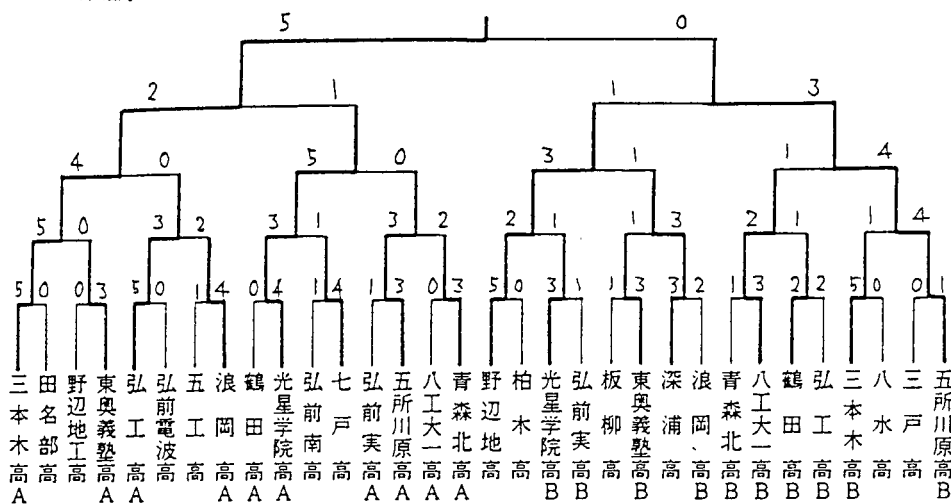 5 0
2 1 1 3
4 0 5 0 3 1 1 4
5 0 3 2 3 1 3 2 2 1 1 3 2 1 1 4
5 0 0 3 5 0 1 4 0 4 1 4 1 3 0 3 5 0 3 1 1 3 3 2 1 3 2 2 5 0 0 1
三本木高A
田名部高
野辺地工高
東奥義塾高A
弘工高A
弘前電波高
五工高
浪岡高A
鶴田高A
光星学院高A
弘前南高
七戸高
弘前実高A
五所川原高A
八工大一高A
青森北高A
野辺地高
柏木高
光星学院高B
弘前実高B
板柳高
東奥義塾高B
深浦高
浪岡高B
青森北高B
八工大一高B
鶴田高B
弘工高B
三本木高B
八水高
三戸高
五所川原高B